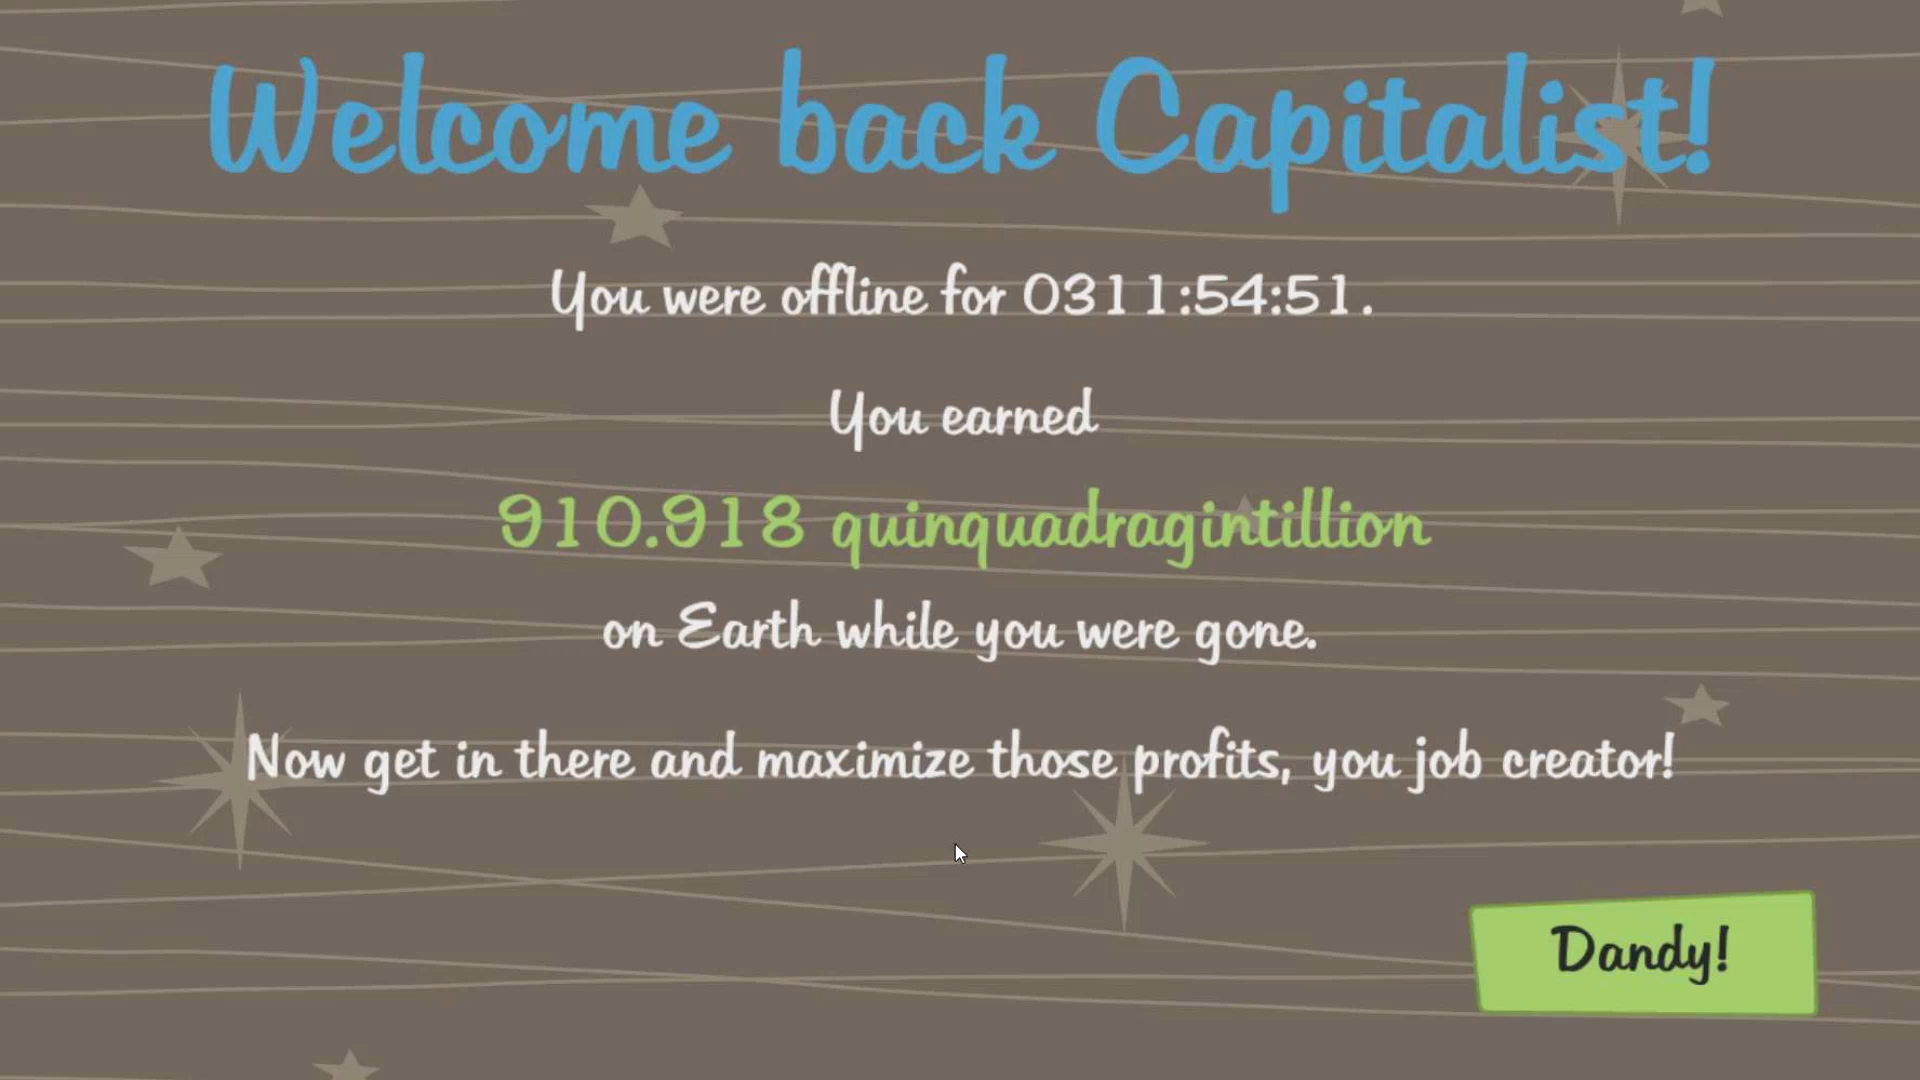 Welcome back Capitalist!
You were offline for 0311:54:51.
You earned
910.918 quinquadragintillion
on Earth while you were gone.
Now get in there and maximize those profits, you job creator!
Dandy!